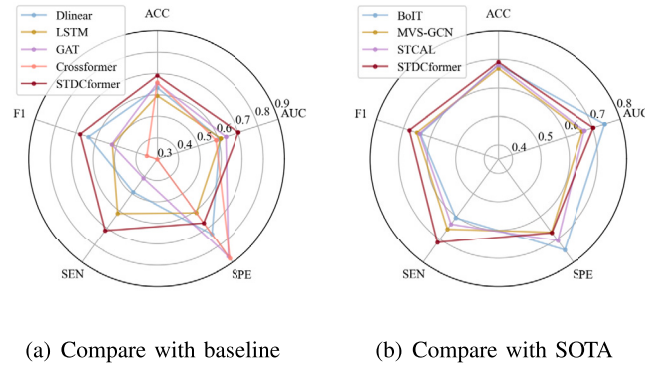 ACC
Dlinear
LSTM
GAT
Crossformer
STDCformer
F1
AUC
0.3
0.4
0.5
0.6
0.7
0.8
0.9
SEN
SPE
(a) Compare with baseline
ACC
BolT
MVS-GCN
STCAL
STDCformer
F1
AUC
0.4
0.5
0.6
0.7
0.8
SEN
SPE
(b) Compare with SOTA